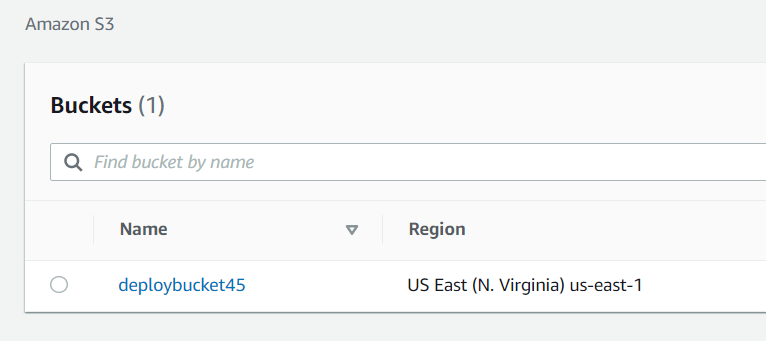 Amazon S3
Buckets (1)
Find bucket by name
Name Region
deploybucket45 US East (N. Virginia) us-east-1